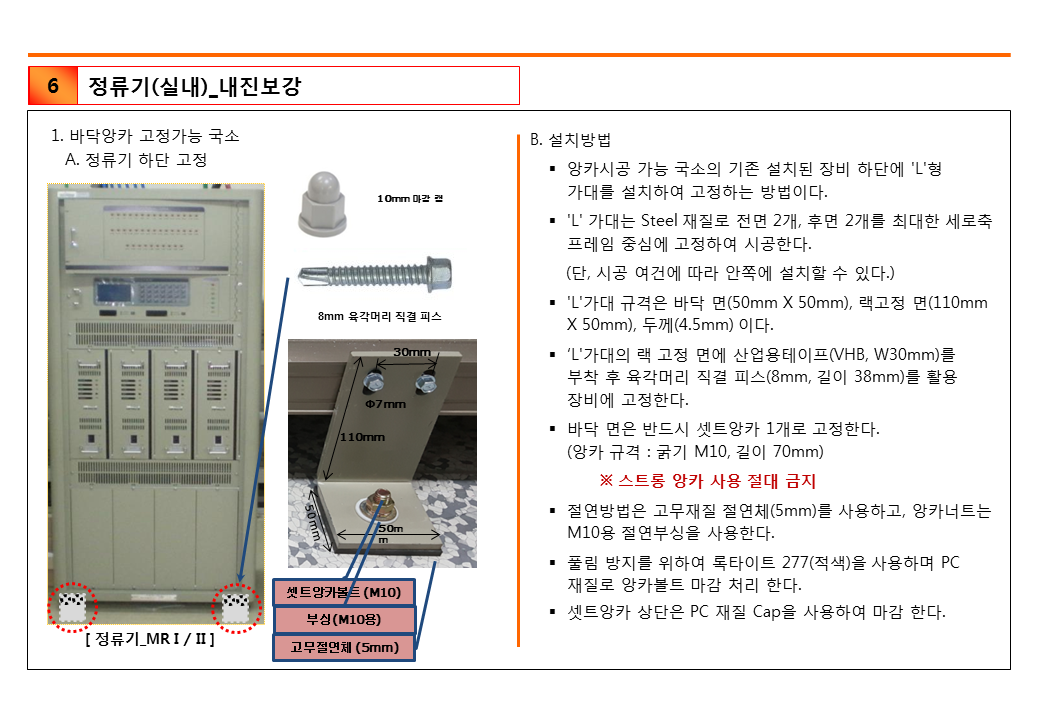 6
정류기(실내)_내진보강
1. 바닥앙카 고정가능 국소
A. 정류기 하단 고정
10mm 마감 캡
8mm 육각머리 직결 피스
30mm
Φ7mm
110mm
50mm
50m
m
셋트앙카볼트 (M10)
부싱(M10용)
고무절연체 (5mm)
[ 정류기_MR I / II ]
B. 설치방법
▪ 앙카시공 가능 국소의 기존 설치된 장비 하단에 'L'형
가대를 설치하여 고정하는 방법이다.
▪ 'L' 가대는 Steel 재질로 전면 2개, 후면 2개를 최대한 세로축
프레임 중심에 고정하여 시공한다.
(단, 시공 여건에 따라 안쪽에 설치할 수 있다.)
▪ 'L'가대 규격은 바닥 면(50mm X 50mm), 랙고정 면(110mm
X 50mm), 두께(4.5mm) 이다.
▪ ‘L'가대의 랙 고정 면에 산업용테이프(VHB, W30mm)를
부착 후 육각머리 직결 피스(8mm, 길이 38mm)를 활용
장비에 고정한다.
▪ 바닥 면은 반드시 셋트앙카 1개로 고정한다.
(앙카 규격 : 굵기 M10, 길이 70mm)
※ 스트롱 앙카 사용 절대 금지
▪ 절연방법은 고무재질 절연체(5mm)를 사용하고, 앙카너트는
M10용 절연부싱을 사용한다.
▪ 풀림 방지를 위하여 록타이트 277(적색)을 사용하며 PC
재질로 앙카볼트 마감 처리 한다.
▪ 셋트앙카 상단은 PC 재질 Cap을 사용하여 마감 한다.